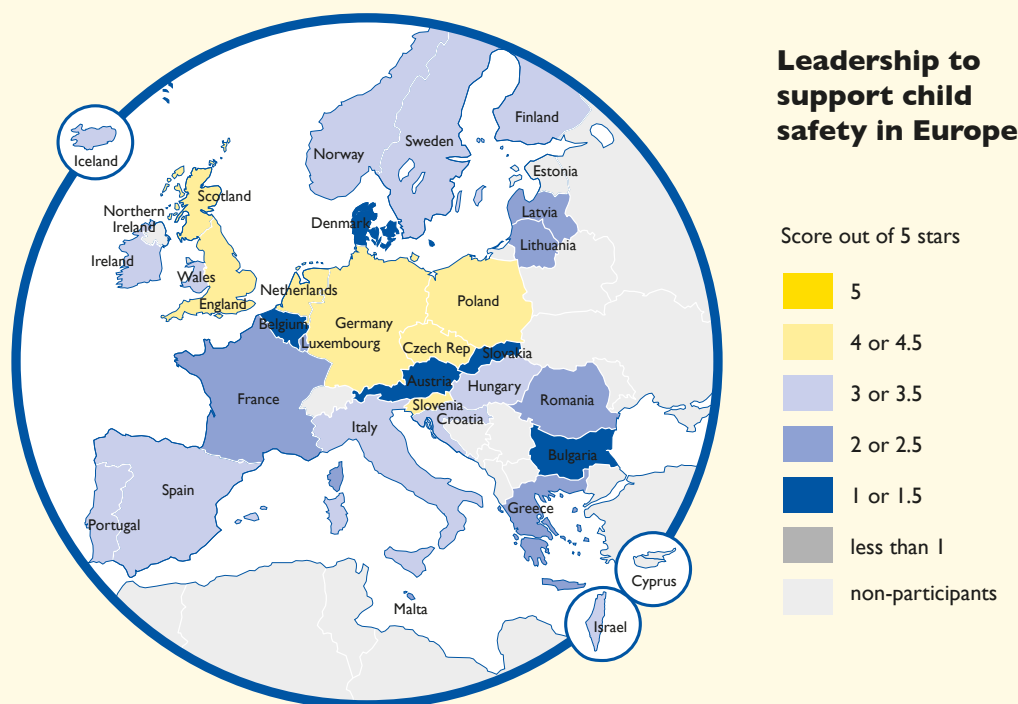 Leadership to
support child
safety in Europe
Score out of 5 stars
5
4 or 4.5
3 or 3.5
2 or 2.5
1 or 1.5
less than 1
non-participants
Iceland
Finland
Sweden
Norway
Estonia
Scotland
Northern
Ireland
Denmark
Latvia
Lithuania
Ireland
Wales
Netherlands
England
Poland
Belgium
Germany
Luxembourg
Czech Rep
Slovakia
Austria
Hungary
France
Slovenia
Romania
Croatia
Italy
Bulgaria
Spain
Greece
Portugal
Cyprus
Malta
Israel